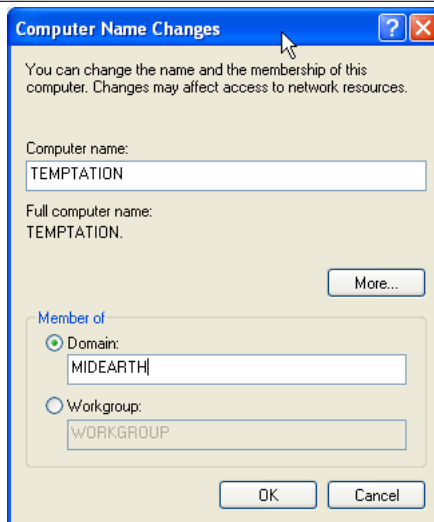 Computer Name Changes
You can change the name and the membership of this
computer. Changes may affect access to network resources.
Computer name:
TEMPTATION
Full computer name:
TEMPTATION.
More...
Member of
Domain:
MIDEARTH
Workgroup:
WORKGROUP
OK Cancel